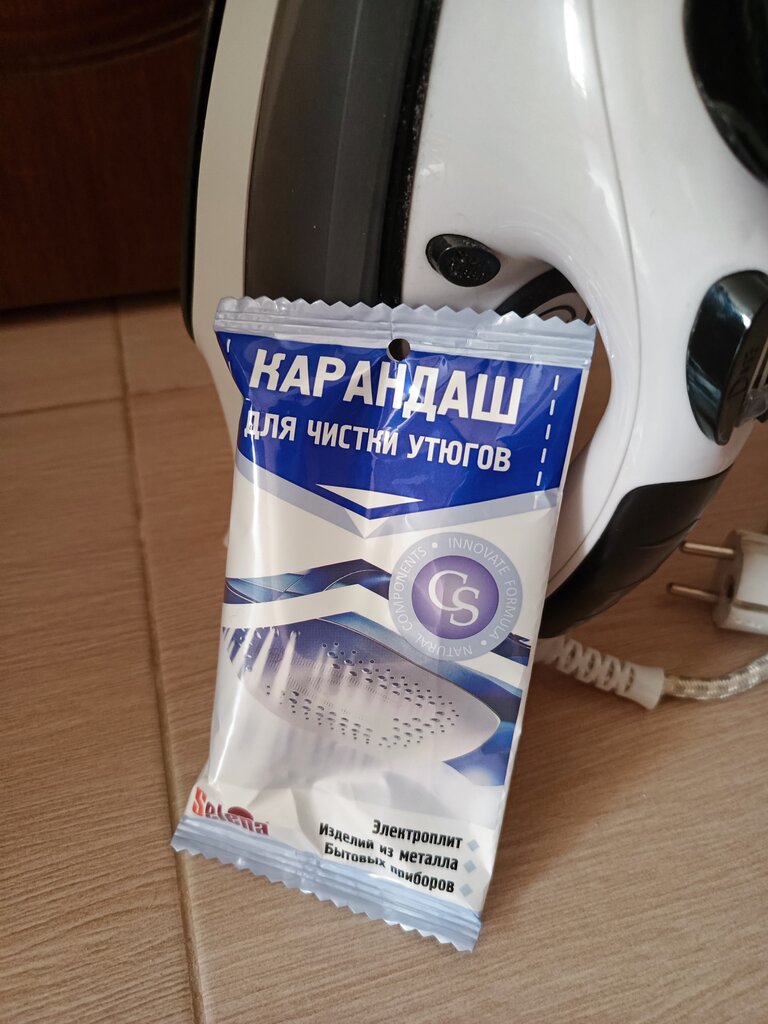 КАРАНДАШ
ДЛЯ ЧИСТКИ УТЮГОВ
INNOVATE FORMULA • NATURAL COMPONENTS •
CS
Selena
Электроплит
Изделий из металла
Бытовых приборов